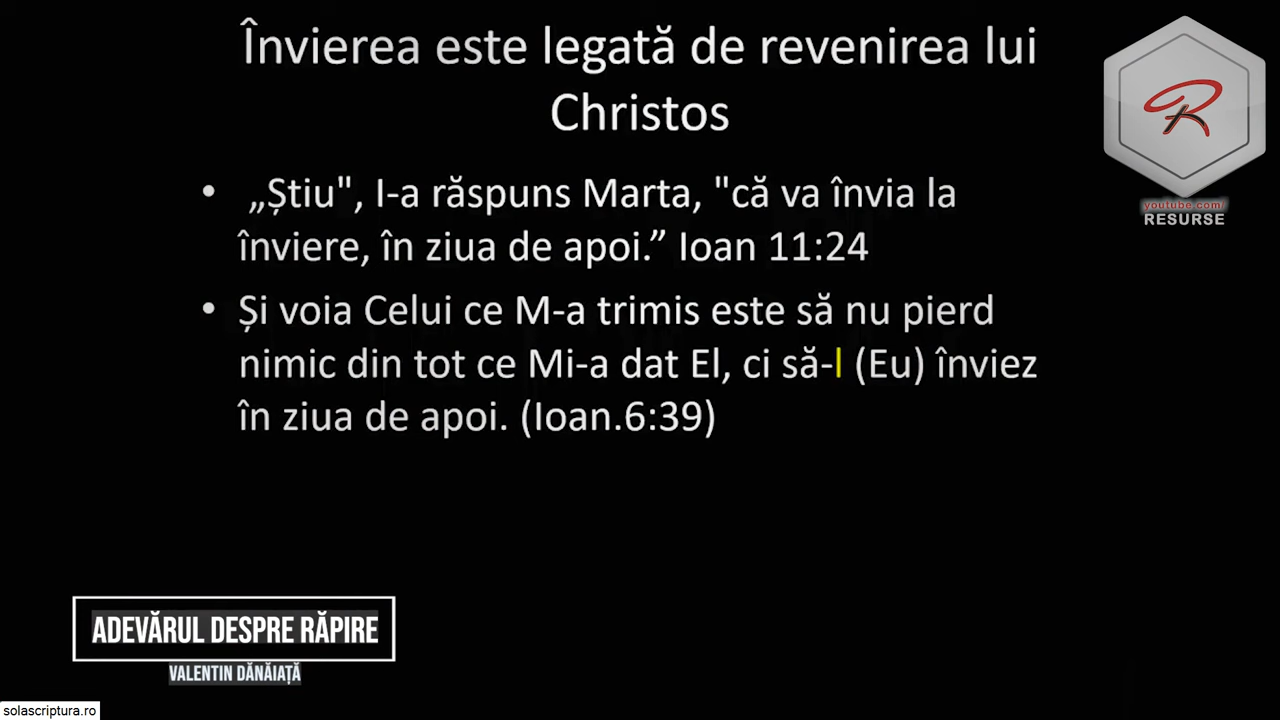 Învierea este legată de revenirea lui
Christos
• „Știu", I-a răspuns Marta, "că va învia la
înviere, în ziua de apoi.” Ioan 11:24
• Și voia Celui ce M-a trimis este să nu pierd
nimic din tot ce Mi-a dat El, ci să-l (Eu) înviez
în ziua de apoi. (Ioan.6:39)
R
youtube.com/
RESURSE
ADEVĂRUL DESPRE RĂPIRE
VALENTIN DĂNĂIAȚĂ
solascriptura.ro